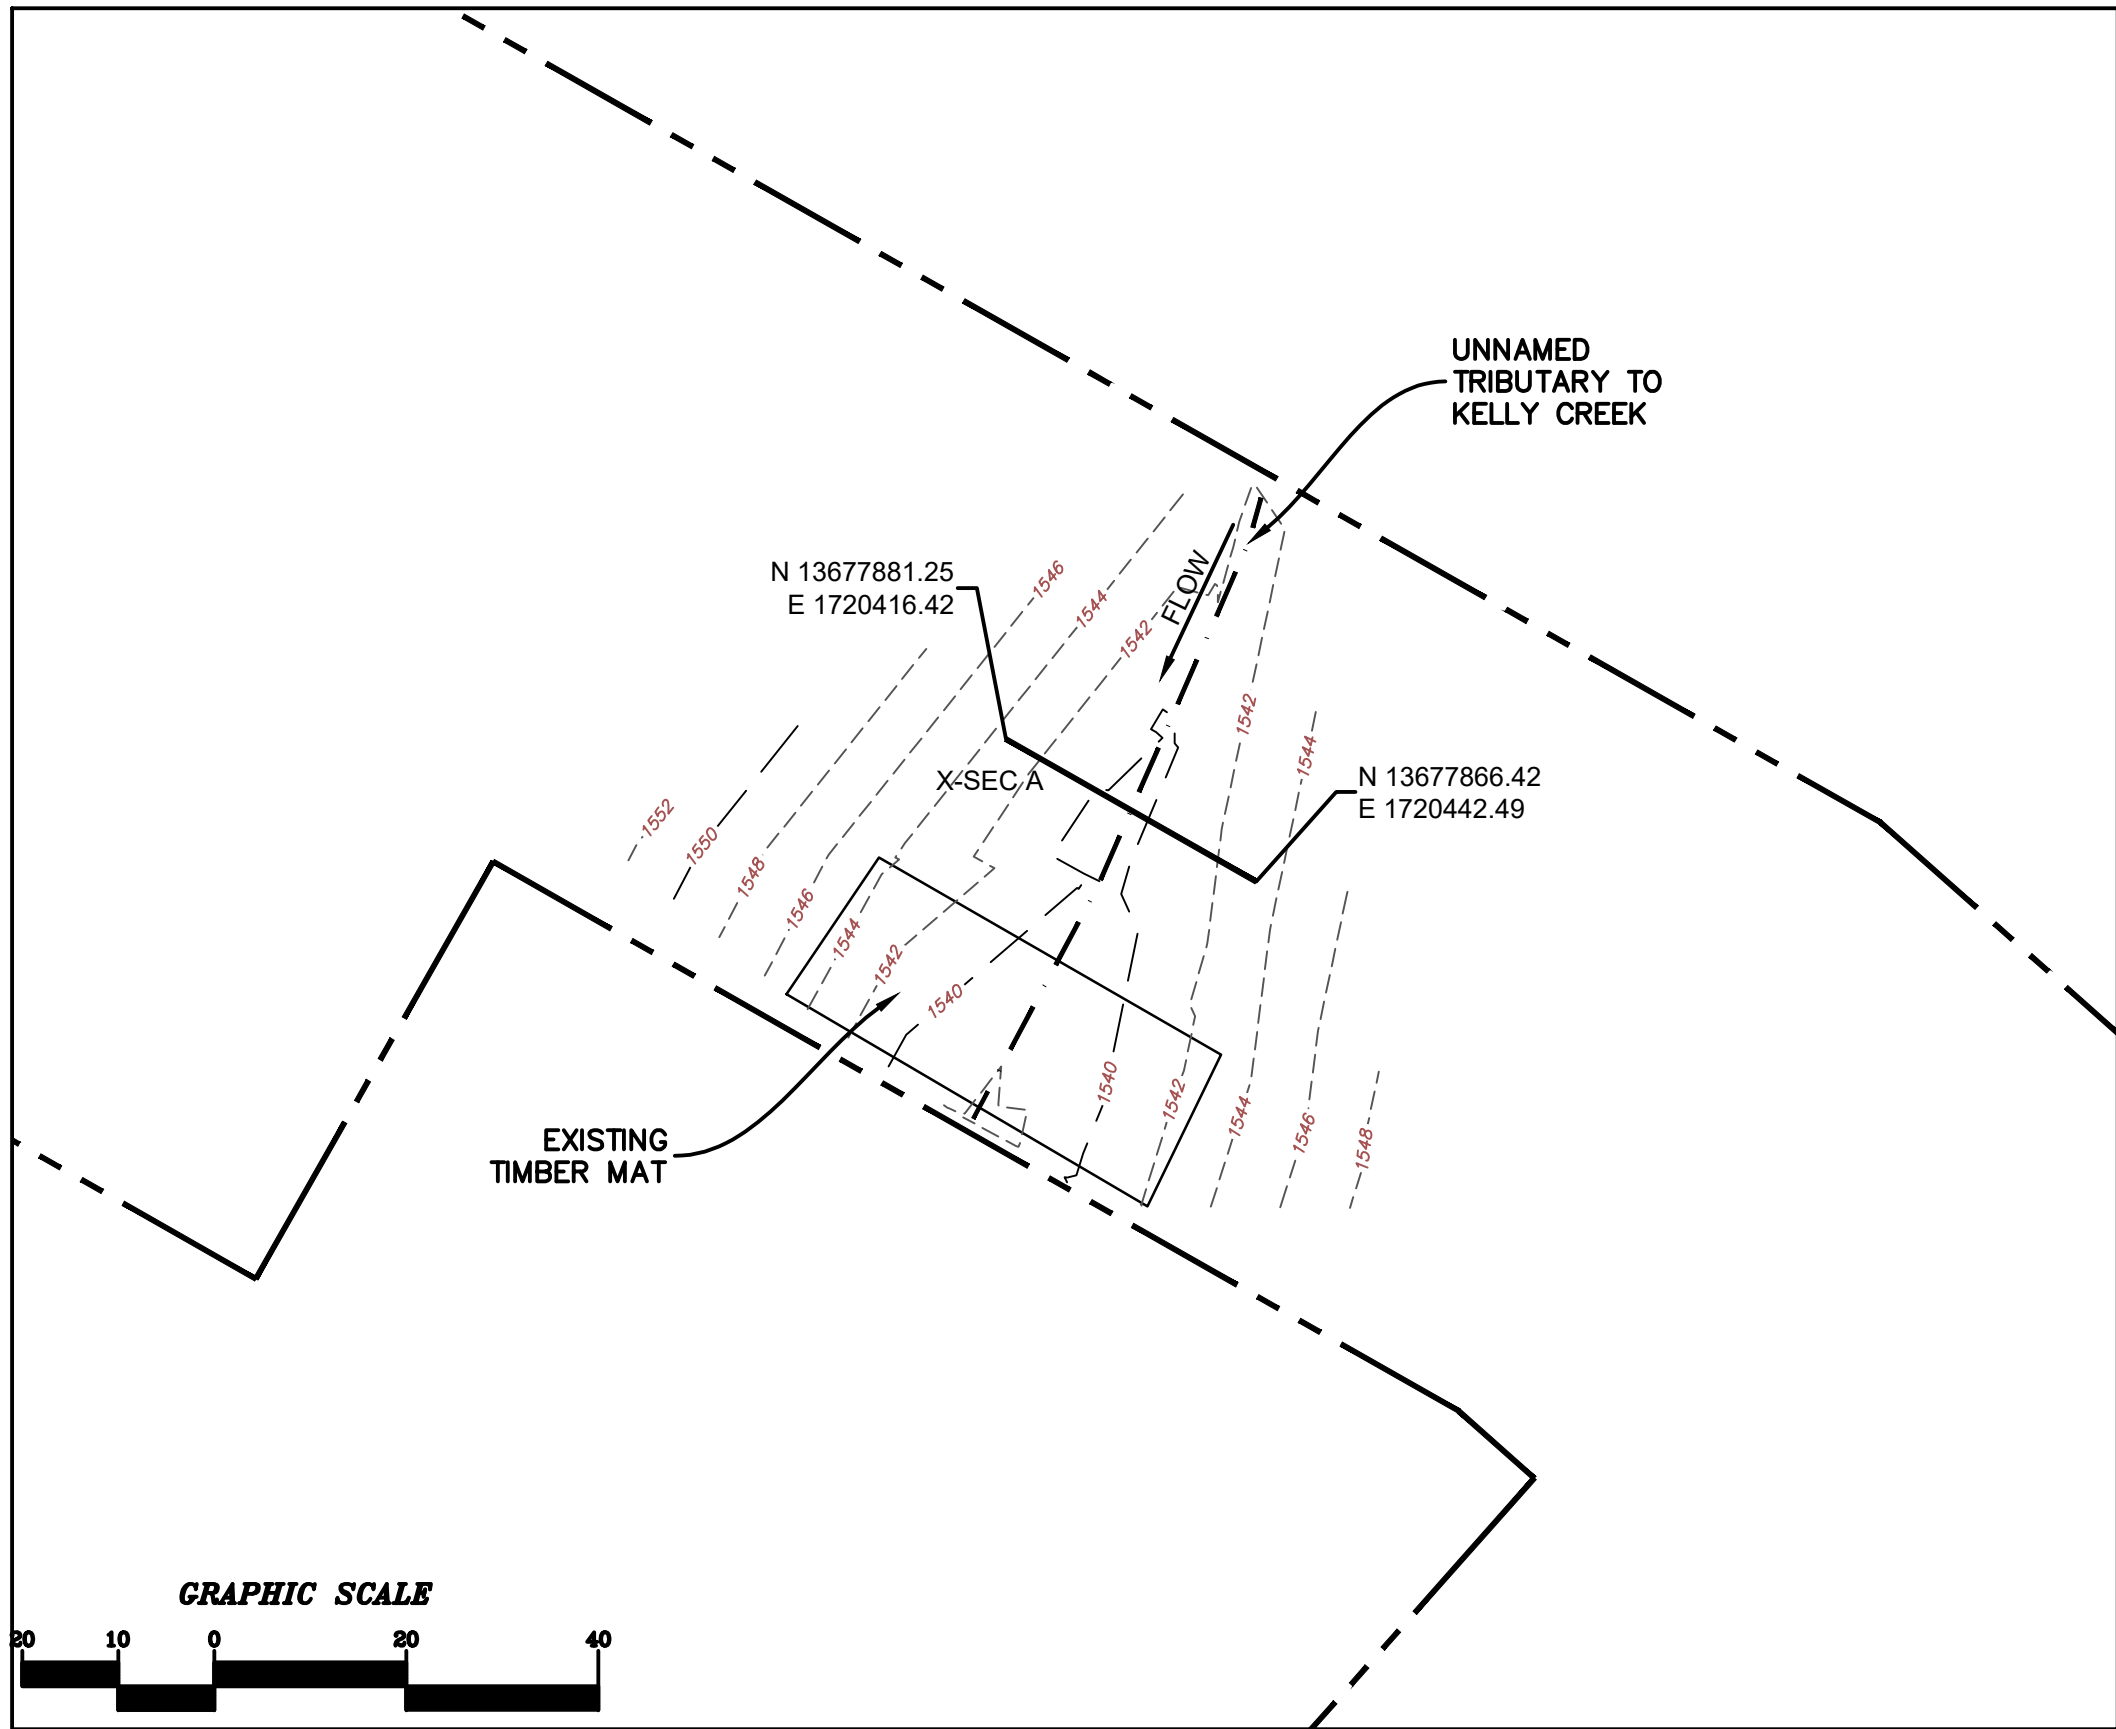 UNNAMED
TRIBUTARY TO
KELLY CREEK
N 13677881.25
E 1720416.42
FLOW
1546
1544
1542
1542
1544
X-SEC A
N 13677866.42
E 1720442.49
1552
1550
1548
1546
1544
1542
1540
1540
1542
1544
1546
1548
EXISTING
TIMBER MAT
GRAPHIC SCALE
20 10 0 20 40